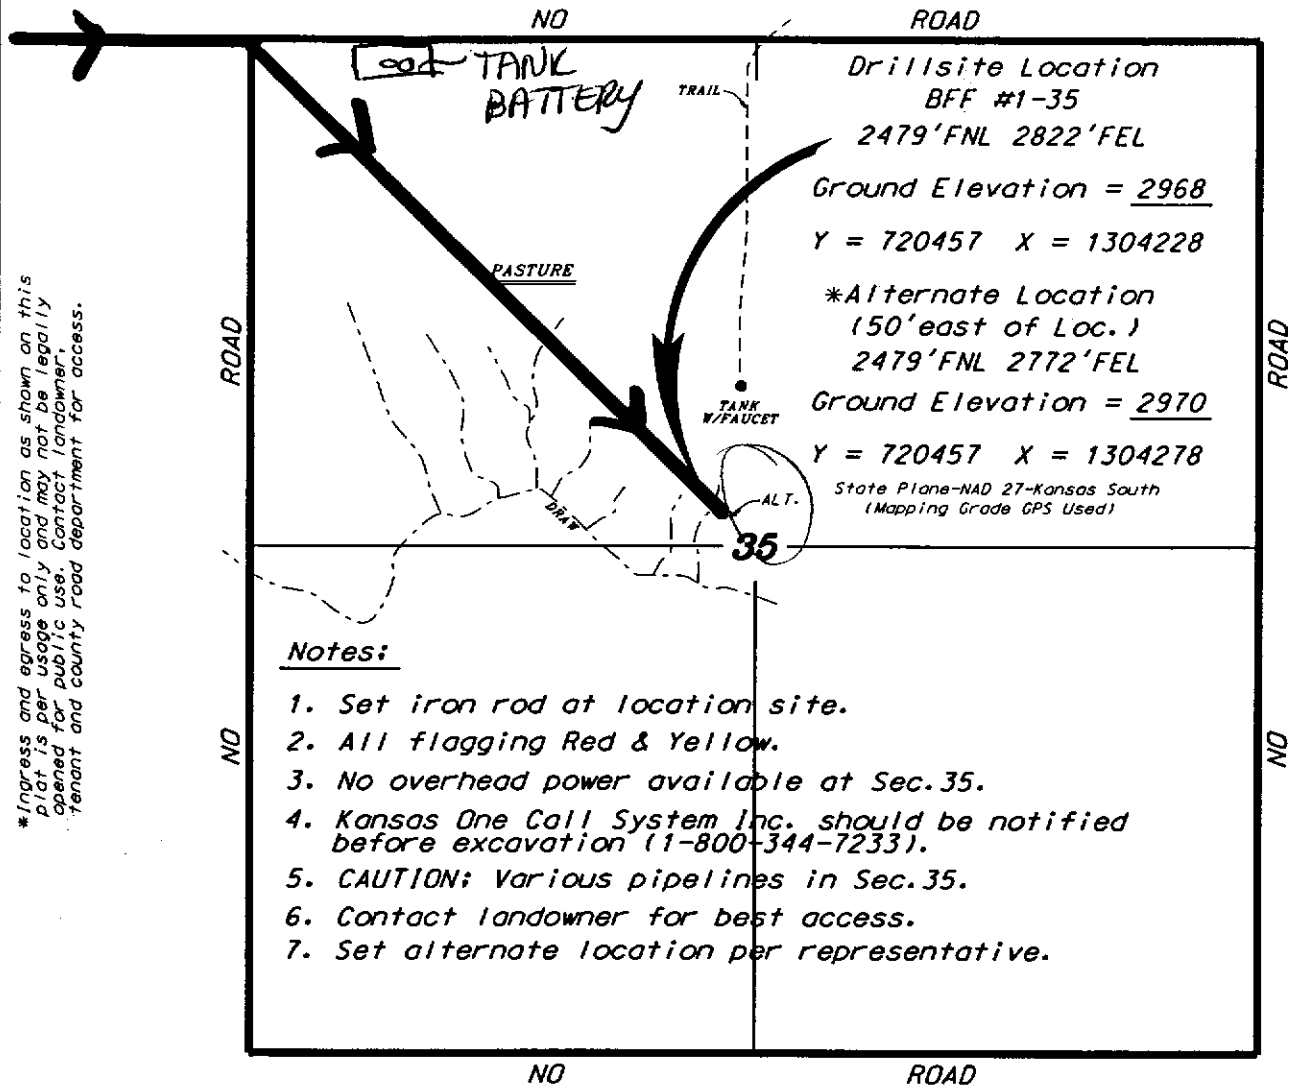 NO ROAD
TANK
BATTERY
TRAIL
Drillsite Location
BFF #1-35
2479'FNL 2822'FEL
Ground Elevation = 2968
Y = 720457 X = 1304228
*Alternate Location
(50'east of Loc.)
2479'FNL 2772'FEL
Ground Elevation = 2970
Y = 720457 X = 1304278
State Plane-NAD 27-Kansas South
(Mapping Grade GPS Used)
PASTURE
TANK
W/FAUCET
ALT.
DRAW
35
NO ROAD
NO ROAD
*Ingress and egress to location as shown on this
plat is per usage only and may not be legally
opened for public use. Contact landowner,
tenant and county road department for access.
Notes:
1. Set iron rod at location site.
2. All flagging Red & Yellow.
3. No overhead power available at Sec.35.
4. Kansas One Call System Inc. should be notified
before excavation (1-800-344-7233).
5. CAUTION: Various pipelines in Sec.35.
6. Contact landowner for best access.
7. Set alternate location per representative.
NO ROAD